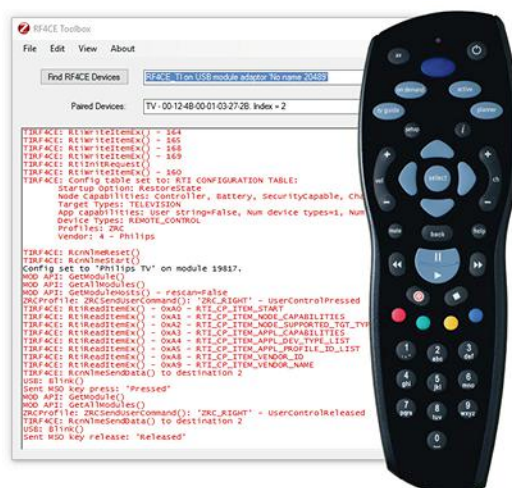 RF4CE Toolbox
File Edit View About
Find RF4CE Devices
RF4CE_TI on USB module adaptor 'No name 20489'
Paired Devices:
TV - 00-12-4B-00-01-03-27-2B. Index = 2
TIRF4CE: RtiWriteItemEx() - 164
TIRF4CE: RtiWriteItemEx() - 165
TIRF4CE: RtiWriteItemEx() - 168
TIRF4CE: RtiWriteItemEx() - 169
TIRF4CE: RtiInitRequest()
TIRF4CE: RtiWriteItemEx() - 160
TIRF4CE: Config table set to: RTI CONFIGURATION TABLE:
Startup Option: RestoreState
Node Capabilities: Controller, Battery, SecurityCapable, Cha
Target Types: TELEVISION
App capabilities: User string=False, Num device types=1, Num
Device Types: REMOTE_CONTROL
Profiles: ZRC
Vendor: 4 - Philips
TIRF4CE: RcnNlmeReset()
TIRF4CE: RcnNlmeStart()
Config set to 'Philips TV' on module 19817.
MOD API: GetModule()
MOD API: GetAllModules()
MOD API: GetModuleHosts() - rescan=False
ZRCProfile: ZRCSendUserCommand() 'ZRC_RIGHT' - UserControlPressed
TIRF4CE: RtiReadItemEx() - 0xA0 - RTI_CP_ITEM_START
TIRF4CE: RtiReadItemEx() - 0xA1 - RTI_CP_ITEM_NODE_CAPABILITIES
TIRF4CE: RtiReadItemEx() - 0xA2 - RTI_CP_ITEM_NODE_SUPPORTED_TGT_TYP
TIRF4CE: RtiReadItemEx() - 0xA3 - RTI_CP_ITEM_APPL_CAPABILITIES
TIRF4CE: RtiReadItemEx() - 0xA4 - RTI_CP_ITEM_APPL_DEV_TYPE_LIST
TIRF4CE: RtiReadItemEx() - 0xA5 - RTI_CP_ITEM_APPL_PROFILE_ID_LIST
TIRF4CE: RtiReadItemEx() - 0xA8 - RTI_CP_ITEM_VENDOR_ID
TIRF4CE: RtiReadItemEx() - 0xA9 - RTI_CP_ITEM_VENDOR_NAME
TIRF4CE: RcnNlmeSendData() to destination 2
USB: Blink()
Sent MSO key press: "Pressed"
MOD API: GetModule()
MOD API: GetAllModules()
ZRCProfile: ZRCSendUserCommand() 'ZRC_RIGHT' - UserControlReleased
TIRF4CE: RcnNlmeSendData() to destination 2
USB: Blink()
Sent MSO key release: "Released"
on demand active
tv guide planner
setup i
+ +
vol select ch
- -
mute back help
1 2 abc 3 def
4 ghi 5 jkl 6 mno
7 pqrs 8 tuv 9 wxyz
0